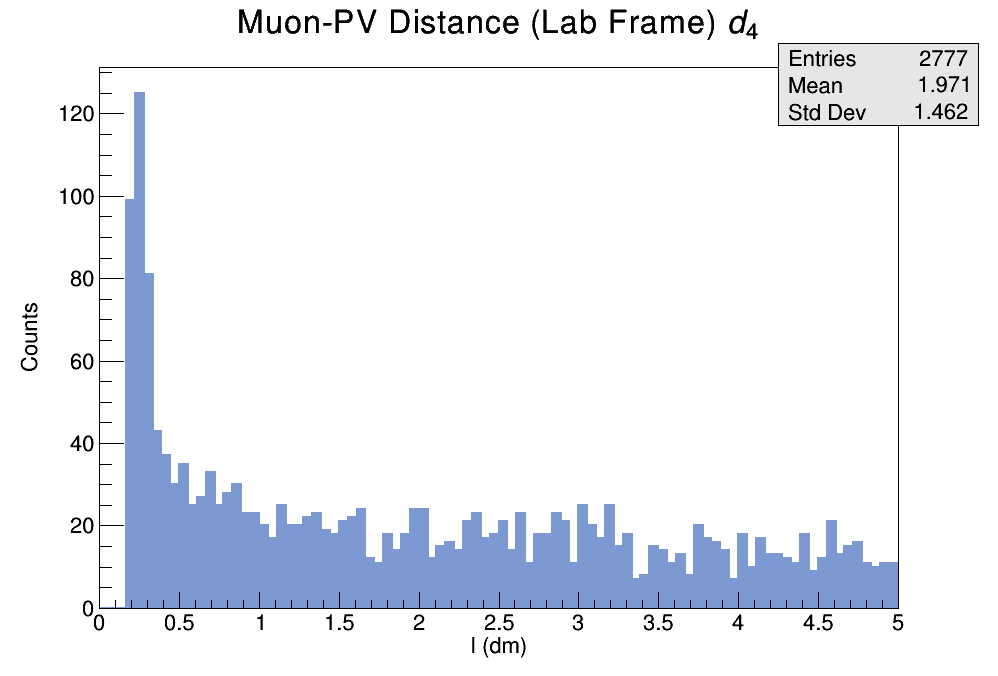 Muon-PV Distance (Lab Frame) d₄
Entries 2777
Mean 1.971
Std Dev 1.462
120
100
80
60
40
20
0
Counts
0 0.5 1 1.5 2 2.5 3 3.5 4 4.5 5
l (dm)